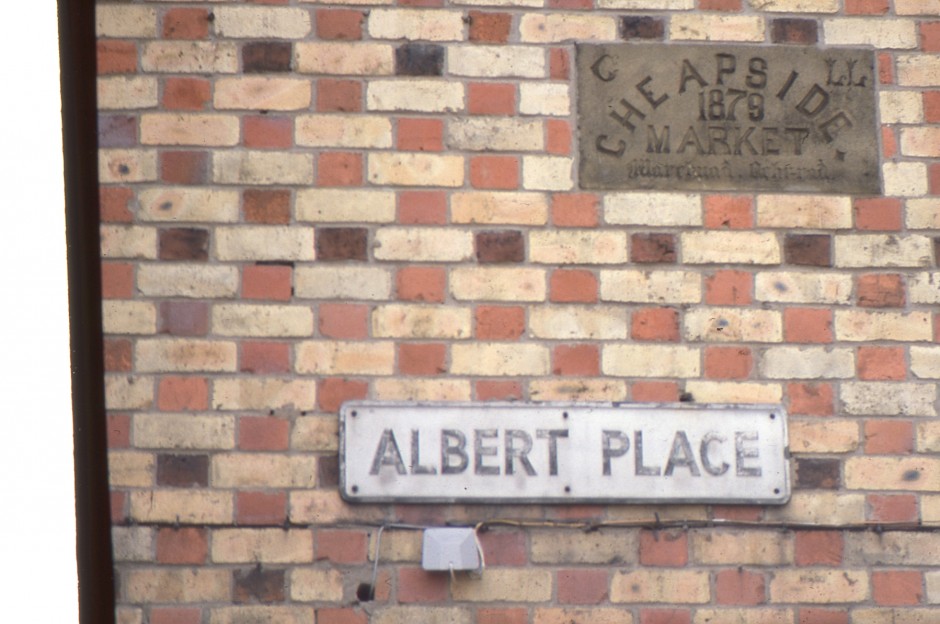 C LL
CHEAPSIDE
1879
MARKET
ALBERT PLACE